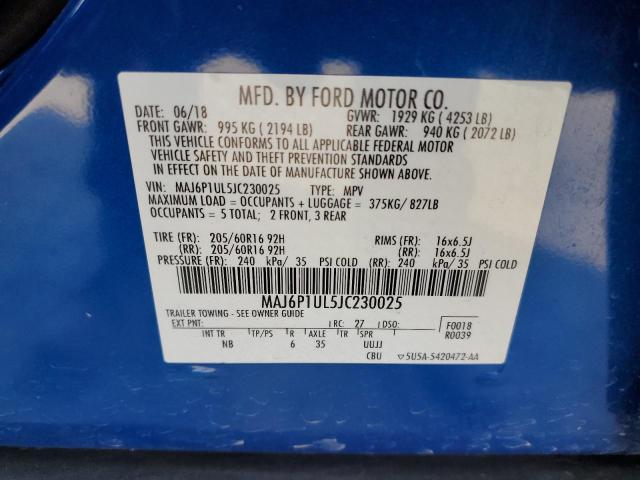 MFD. BY FORD MOTOR CO.
DATE: 06/18 GVWR: 1929 KG ( 4253 LB)
FRONT GAWR: 995 KG ( 2194 LB) REAR GAWR: 940 KG ( 2072 LB)
THIS VEHICLE CONFORMS TO ALL APPLICABLE FEDERAL MOTOR
VEHICLE SAFETY AND THEFT PREVENTION STANDARDS
IN EFFECT ON THE DATE OF MANUFACTURE SHOWN ABOVE.
VIN: MAJ6P1UL5JC230025 TYPE: MPV
MAXIMUM LOAD = OCCUPANTS + LUGGAGE = 375KG/ 827LB
OCCUPANTS = 5 TOTAL; 2 FRONT, 3 REAR
TIRE (FR): 205/60R16 92H RIMS (FR): 16x6.5J
(RR): 205/60R16 92H (RR): 16x6.5J
PRESSURE (FR): 240 kPa/ 35 PSI COLD (RR): 240 kPa/ 35 PSI COLD
MAJ6P1UL5JC230025
TRAILER TOWING - SEE OWNER GUIDE
EXT PNT: RC: 27 DSO: F0018
INT TR TP/PS R AXLE TR SPR R0039
NB 6 35 UUJJ
CBU 5U5A-5420472-AA